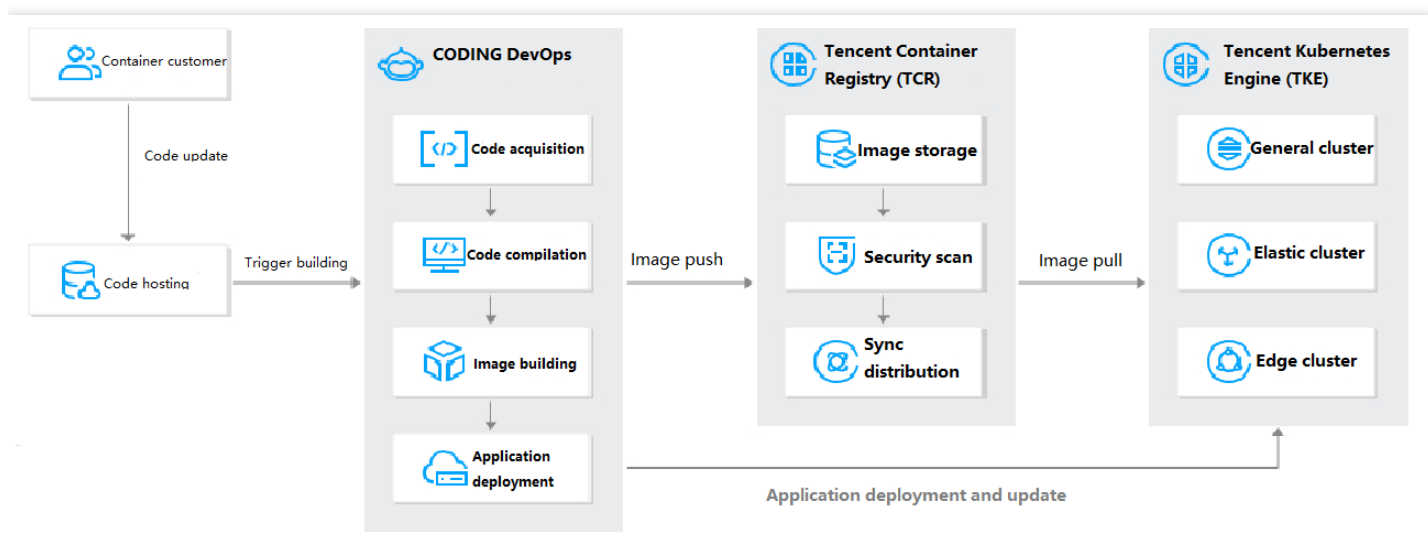 Container customer
Code update
Code hosting
Trigger building
CODING DevOps
Code acquisition
Code compilation
Image building
Application
deployment
Image push
Tencent Container
Registry (TCR)
Image storage
Security scan
Sync
distribution
Image pull
Tencent Kubernetes
Engine (TKE)
General cluster
Elastic cluster
Edge cluster
Application deployment and update